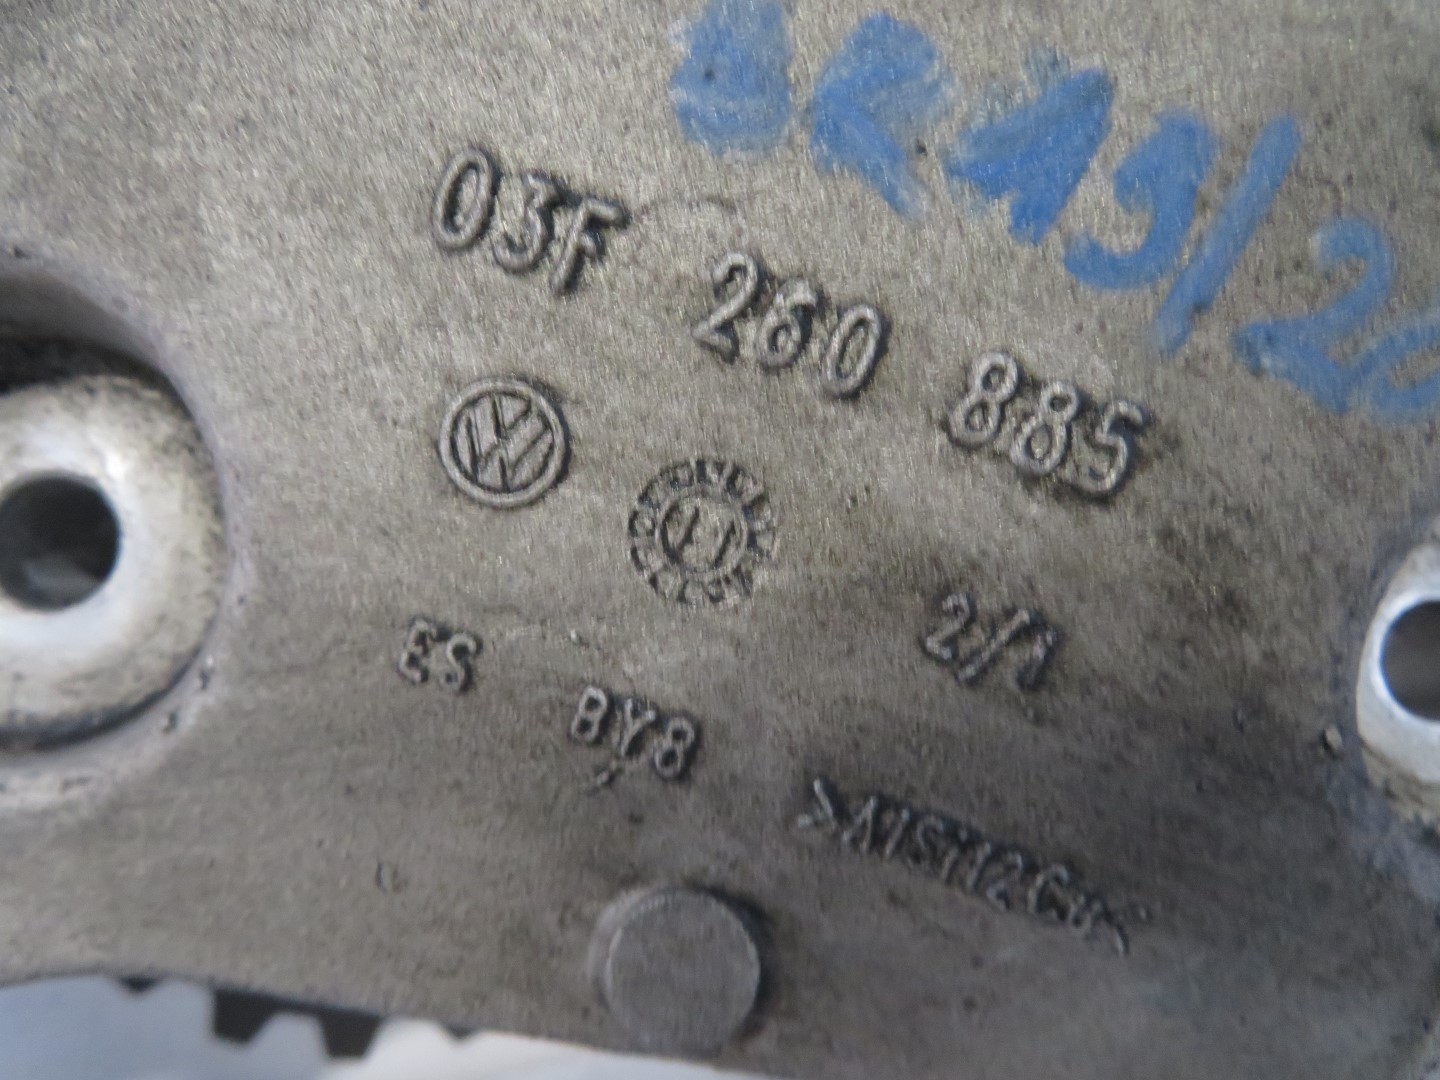 03F 260 885
2/1
ES BY8
>AlSi12Cu<